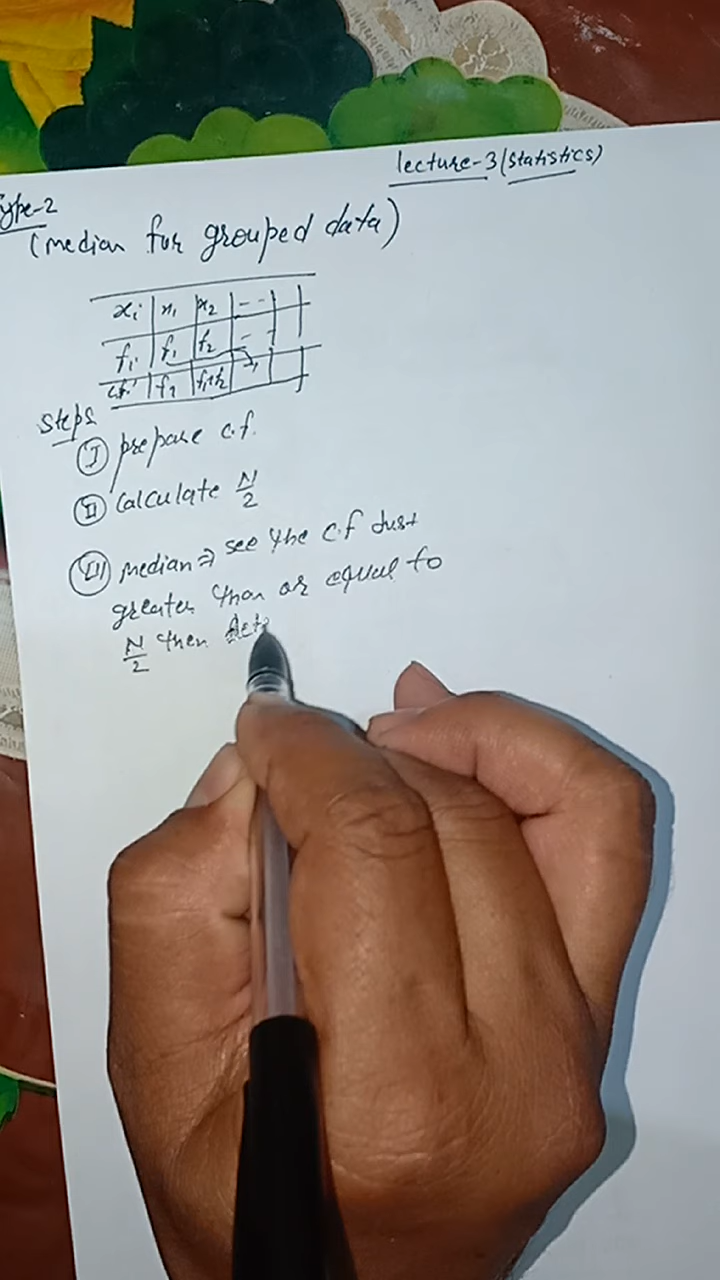 lecture-3 (Statistics)
Type-2
(median for grouped data)
xi | x1 | x2 | - -
fi | f1 | f2 | - -
cf | f1 | f1+f2
Steps
I prepare c.f.
II Calculate N/2
III median ⇒ see the c.f Just
greater than or equal to
N/2 then